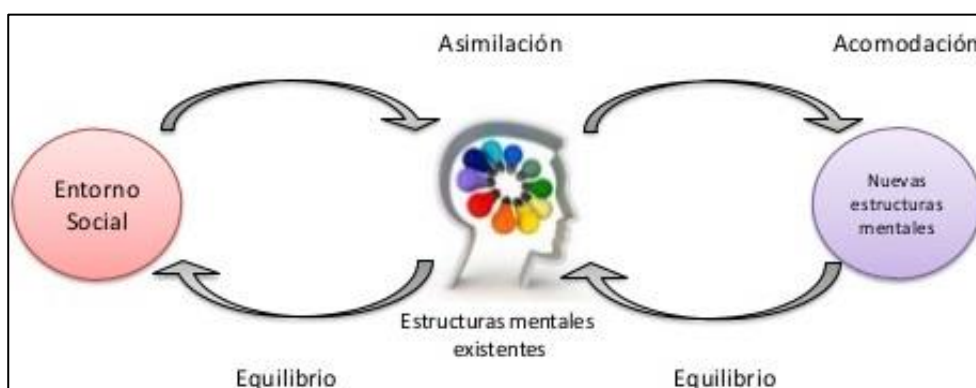 Asimilación
Acomodación
Entorno
Social
Nuevas
estructuras
mentales
Estructuras mentales
existentes
Equilibrio
Equilibrio